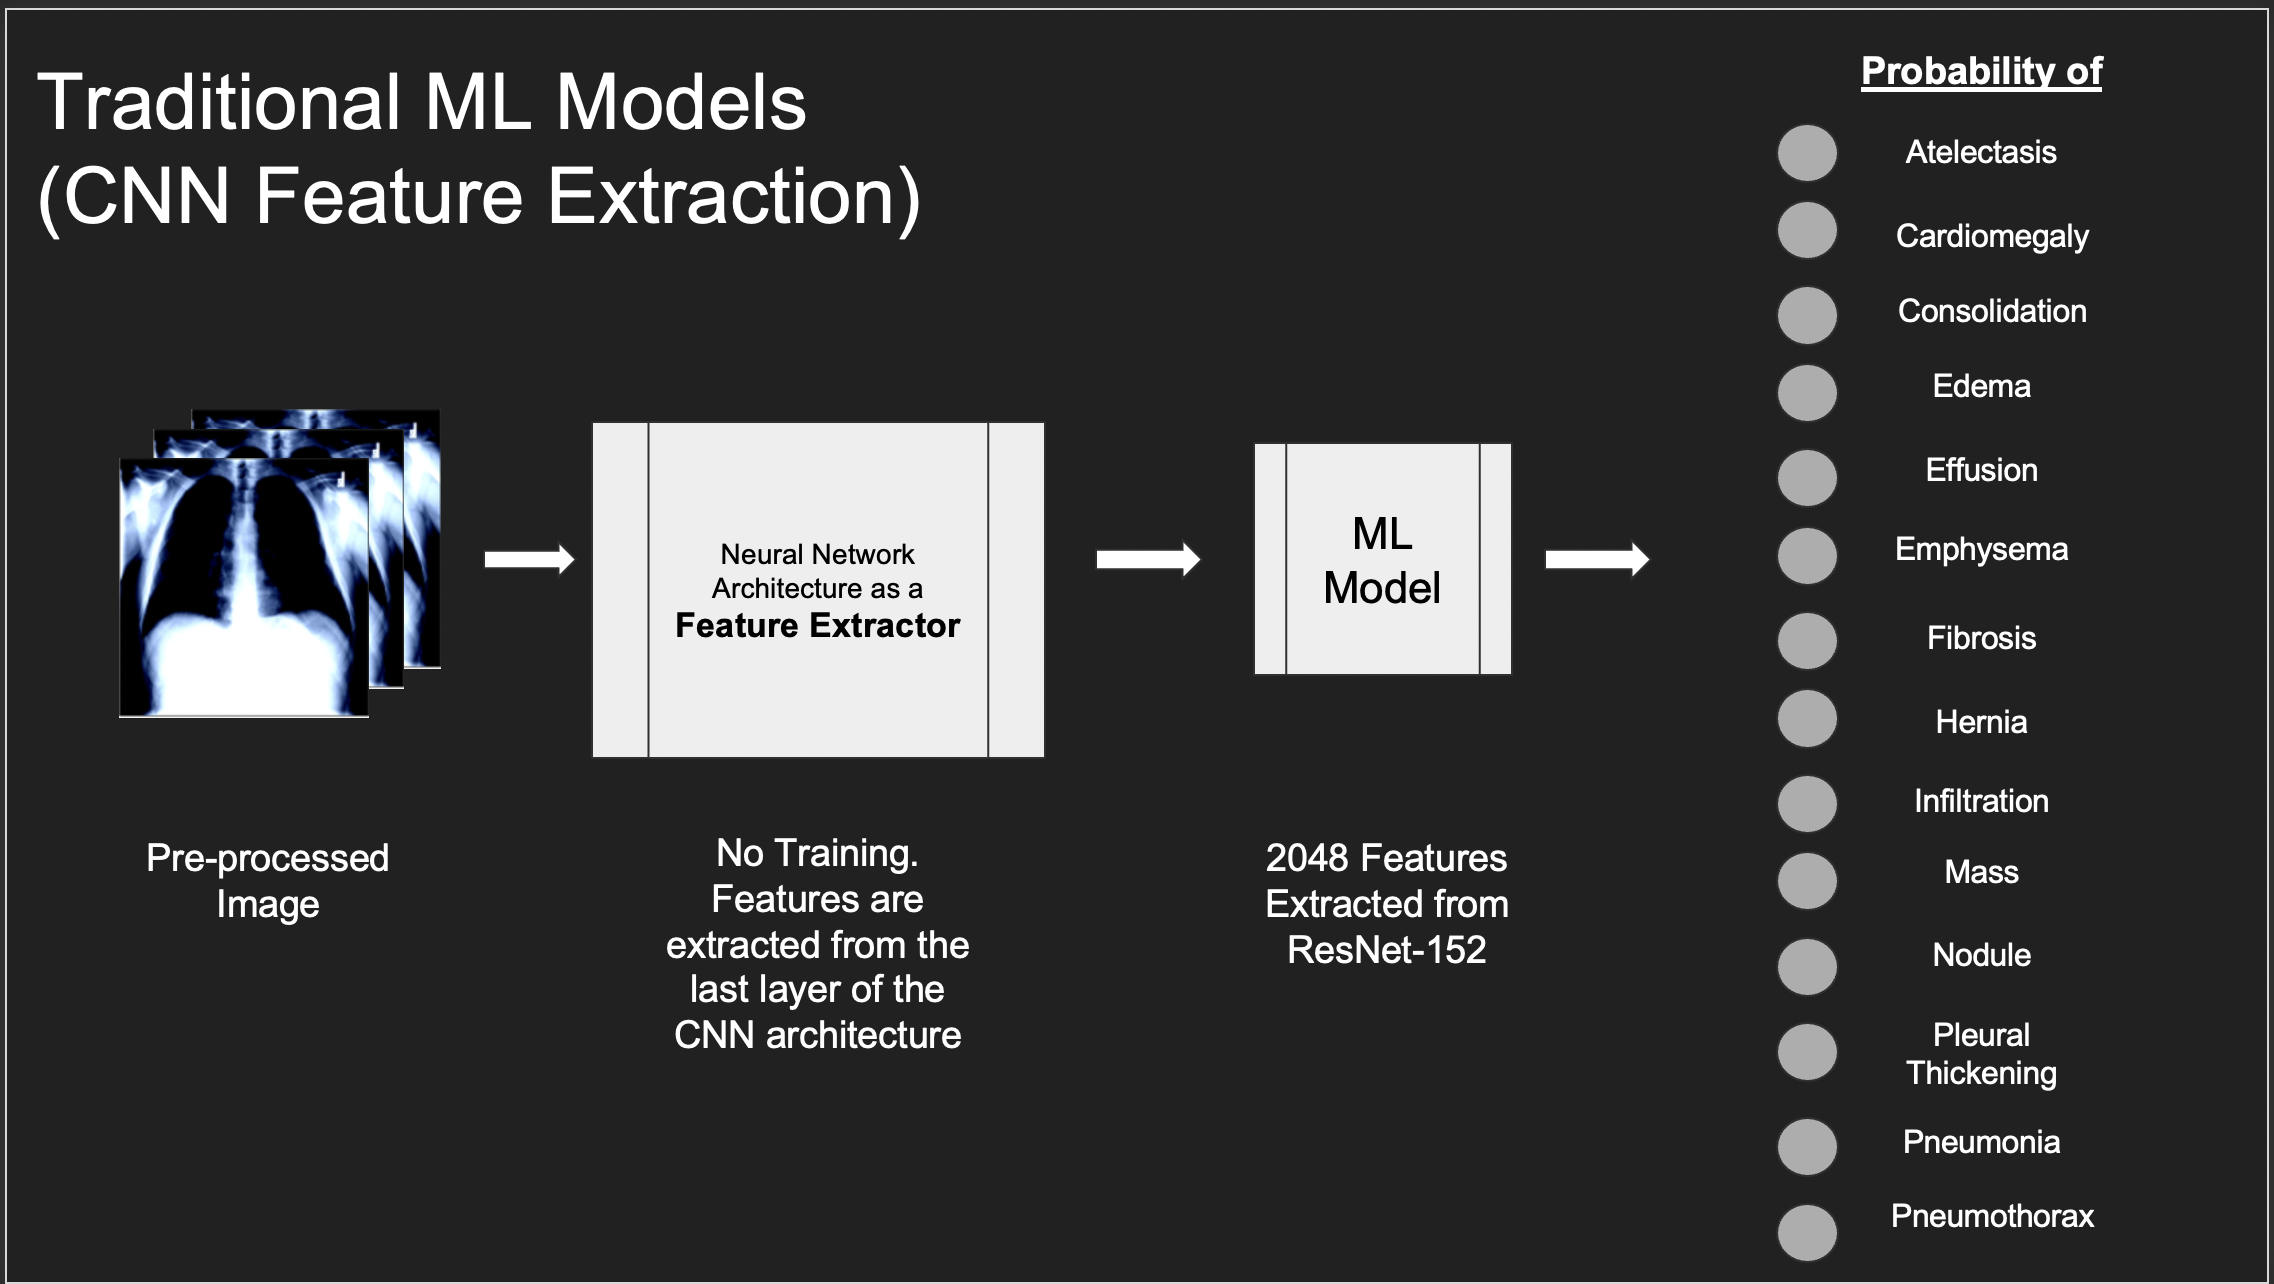 Traditional ML Models
(CNN Feature Extraction)
Pre-processed
Image
Neural Network
Architecture as a
Feature Extractor
No Training.
Features are
extracted from the
last layer of the
CNN architecture
ML
Model
2048 Features
Extracted from
ResNet-152
Probability of
Atelectasis
Cardiomegaly
Consolidation
Edema
Effusion
Emphysema
Fibrosis
Hernia
Infiltration
Mass
Nodule
Pleural
Thickening
Pneumonia
Pneumothorax